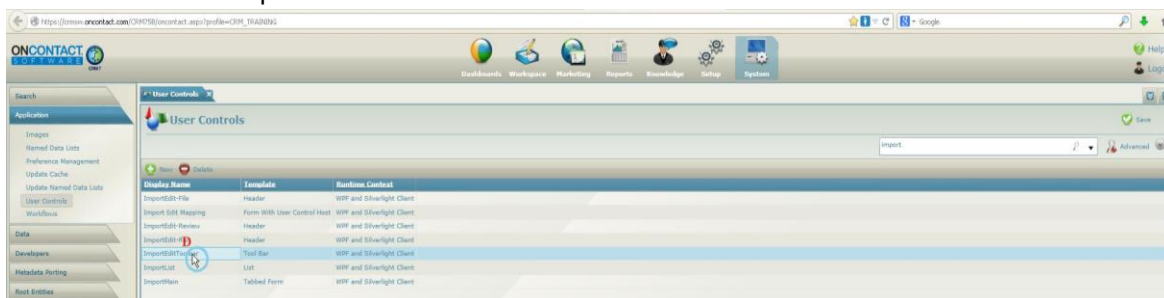 https://crmsw.oncontact.com/CRM75B/oncontact.aspx?profile=CRM_TRAINING
Google
ONCONTACT
SOFTWARE
Dashboards Workspace Marketing Reports Knowledge Setup System
Help
Search
User Controls
Application
User Controls
Save
Images
Named Data Lists
import
Advanced
Preference Management
Update Cache
New Delete
Update Named Data Lists
Display Name Template Runtime Context
User Controls
ImportEdit-File Header WPF and Silverlight Client
Workflows
Import Edit Mapping Form With User Control Host WPF and Silverlight Client
ImportEdit-Review Header WPF and Silverlight Client
Data
Header WPF and Silverlight Client
D
Developers
ImportEditToolBar Tool Bar WPF and Silverlight Client
Metadata Porting
ImportList List WPF and Silverlight Client
ImportMain Tabbed Form WPF and Silverlight Client
Root Entities